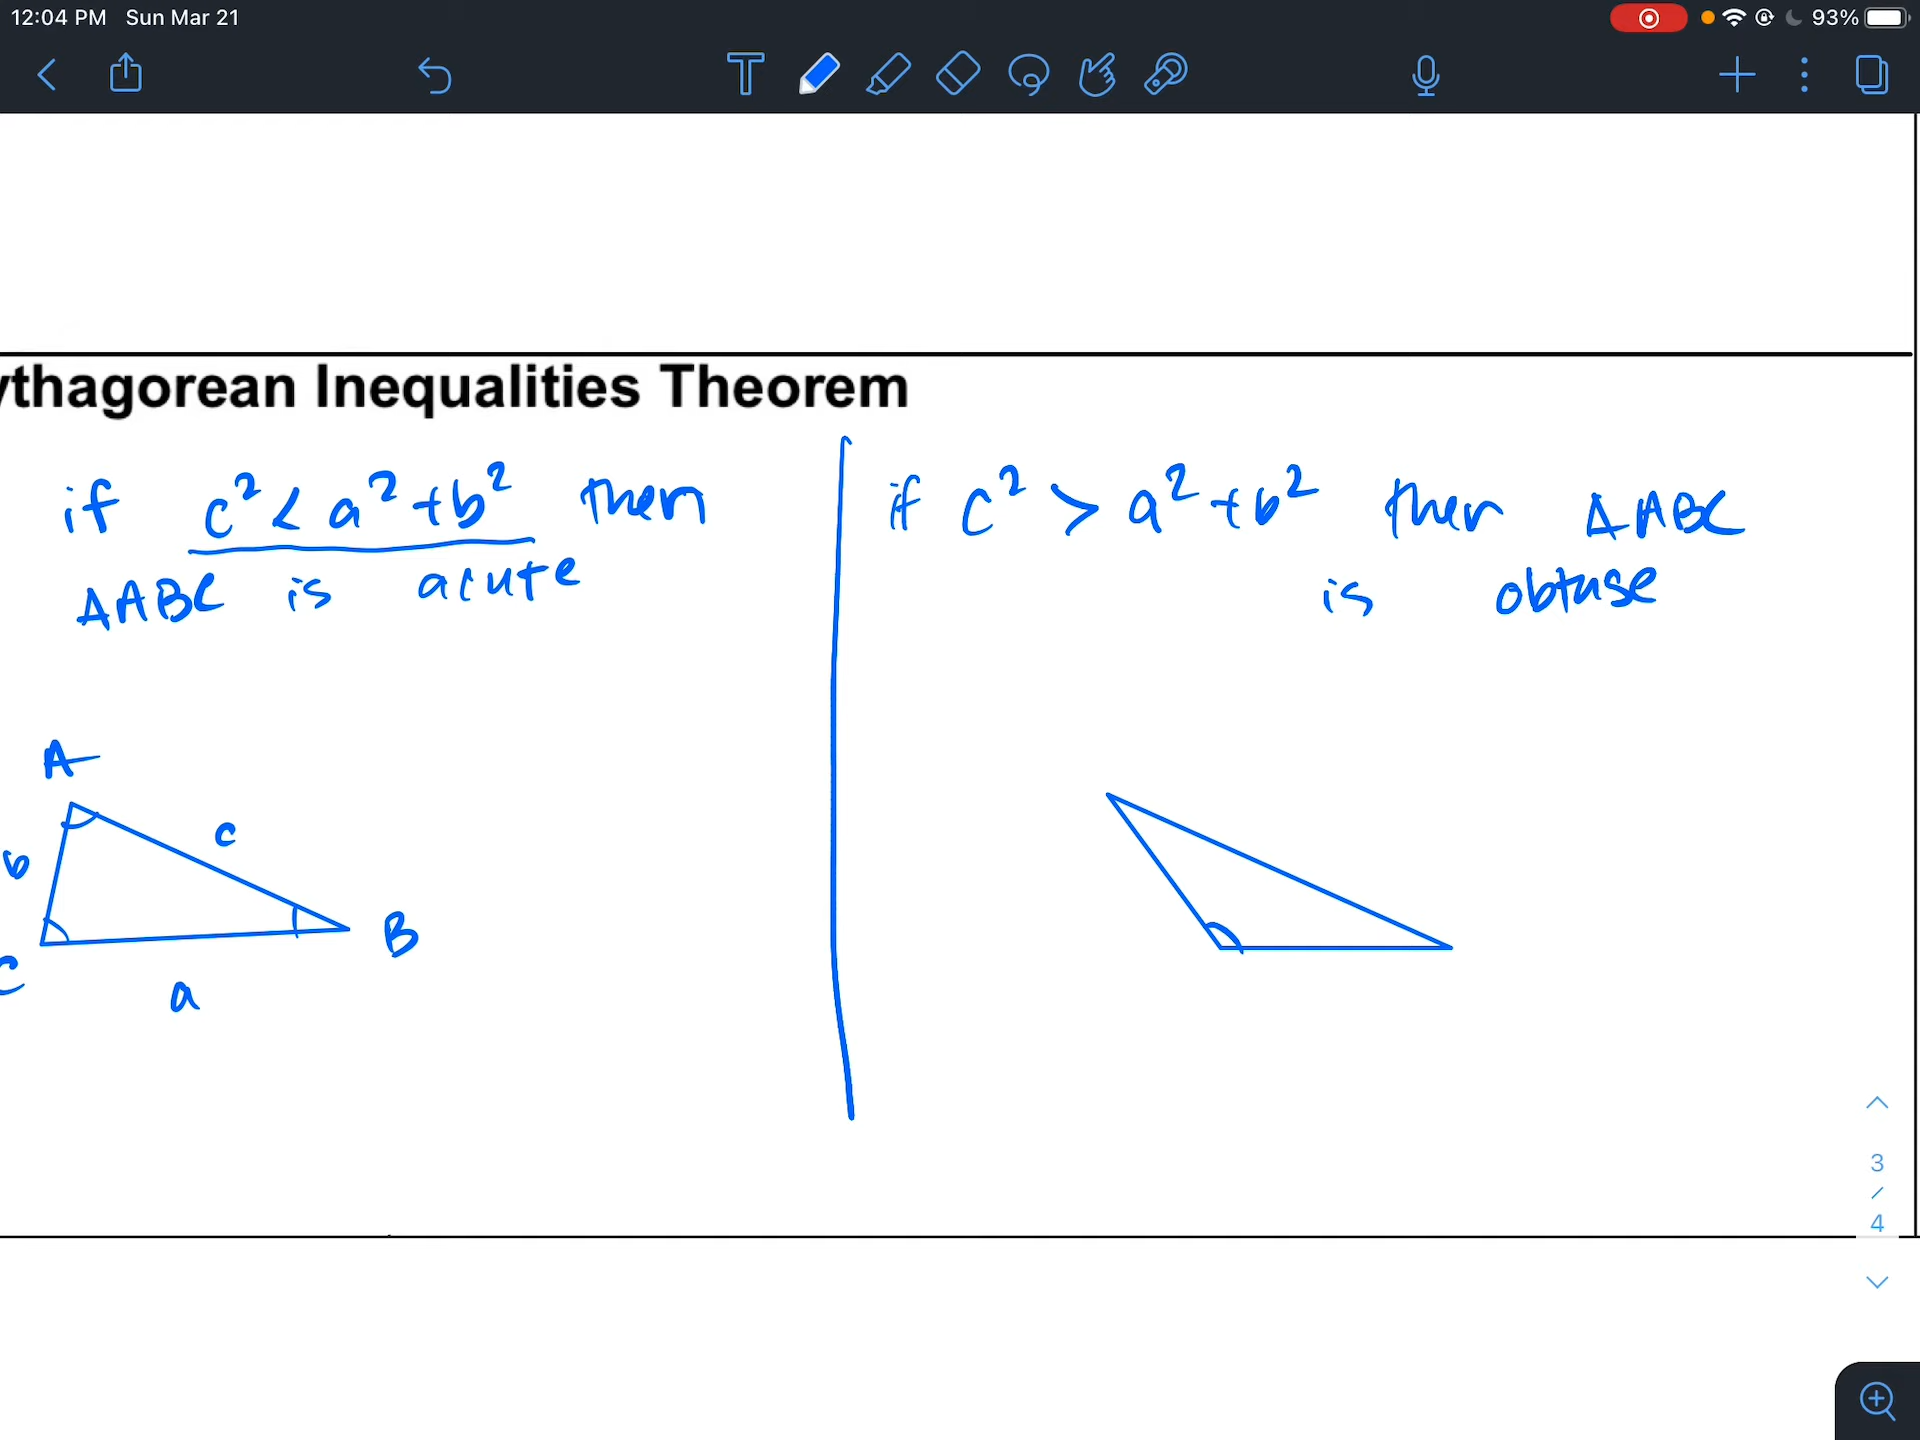 12:04 PM Sun Mar 21
93%
ythagorean Inequalities Theorem
if c² < a² + b² then
ΔABC is acute
if c² > a² + b² then ΔABC
is obtuse
A
b
c
B
C
a
3
/
4